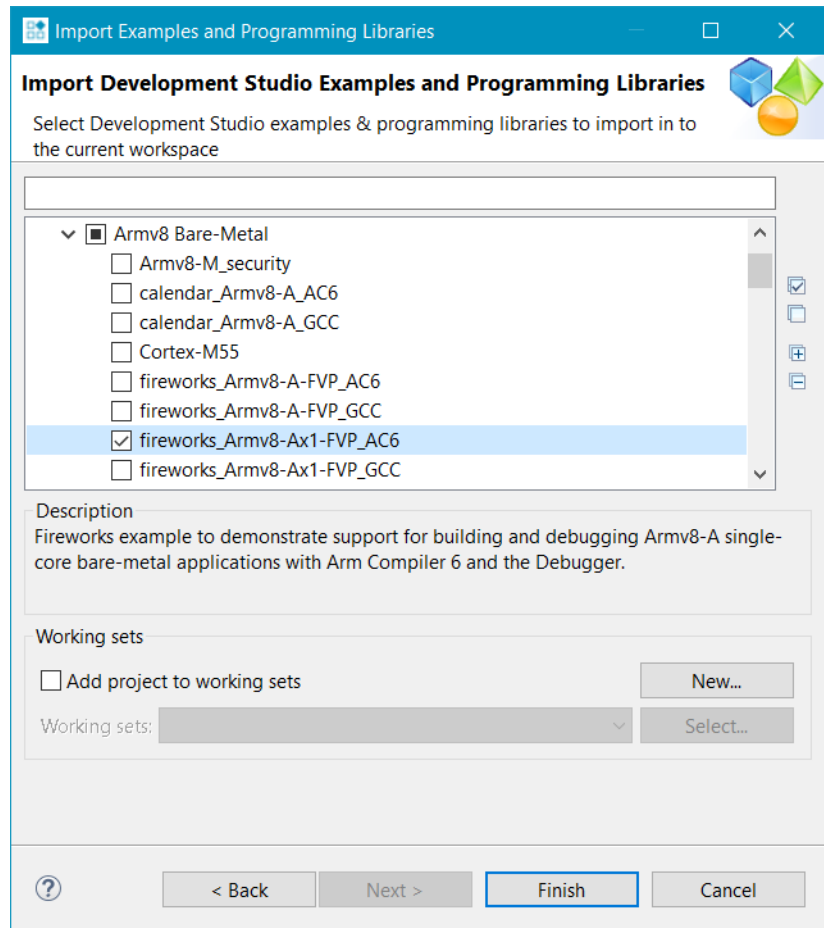 Import Examples and Programming Libraries
Import Development Studio Examples and Programming Libraries
Select Development Studio examples & programming libraries to import in to
the current workspace
Armv8 Bare-Metal
Armv8-M_security
calendar_Armv8-A_AC6
calendar_Armv8-A_GCC
Cortex-M55
fireworks_Armv8-A-FVP_AC6
fireworks_Armv8-A-FVP_GCC
fireworks_Armv8-Ax1-FVP_AC6
fireworks_Armv8-Ax1-FVP_GCC
Description
Fireworks example to demonstrate support for building and debugging Armv8-A single-
core bare-metal applications with Arm Compiler 6 and the Debugger.
Working sets
Add project to working sets
New...
Working sets:
Select...
< Back
Next >
Finish
Cancel